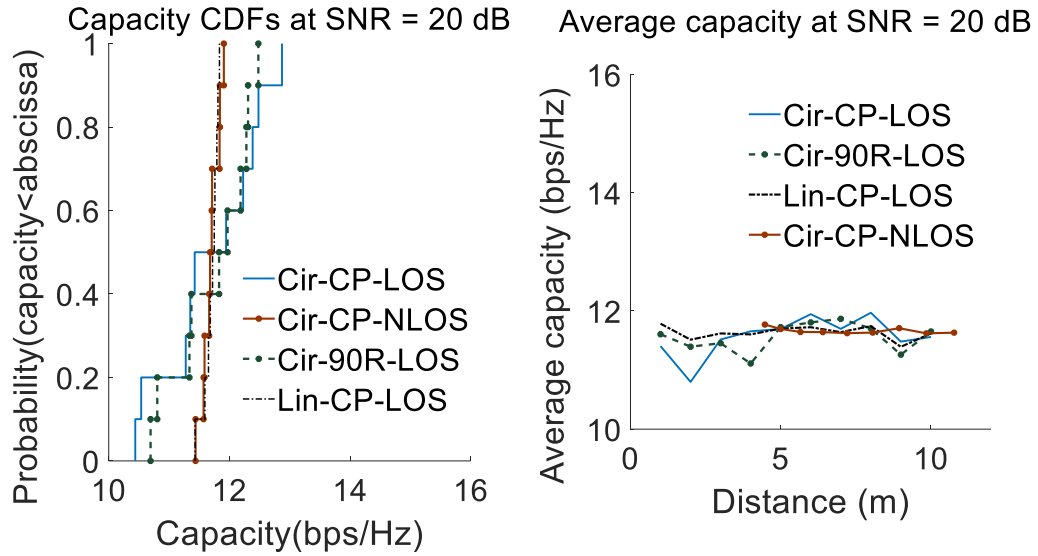 Capacity CDFs at SNR = 20 dB
Probability(capacity<abscissa)
1
0.8
0.6
0.4
0.2
0
Cir-CP-LOS
Cir-CP-NLOS
Cir-90R-LOS
Lin-CP-LOS
10
12
14
16
Capacity(bps/Hz)
Average capacity at SNR = 20 dB
Average capacity (bps/Hz)
16
14
12
10
Cir-CP-LOS
Cir-90R-LOS
Lin-CP-LOS
Cir-CP-NLOS
0
5
10
Distance (m)